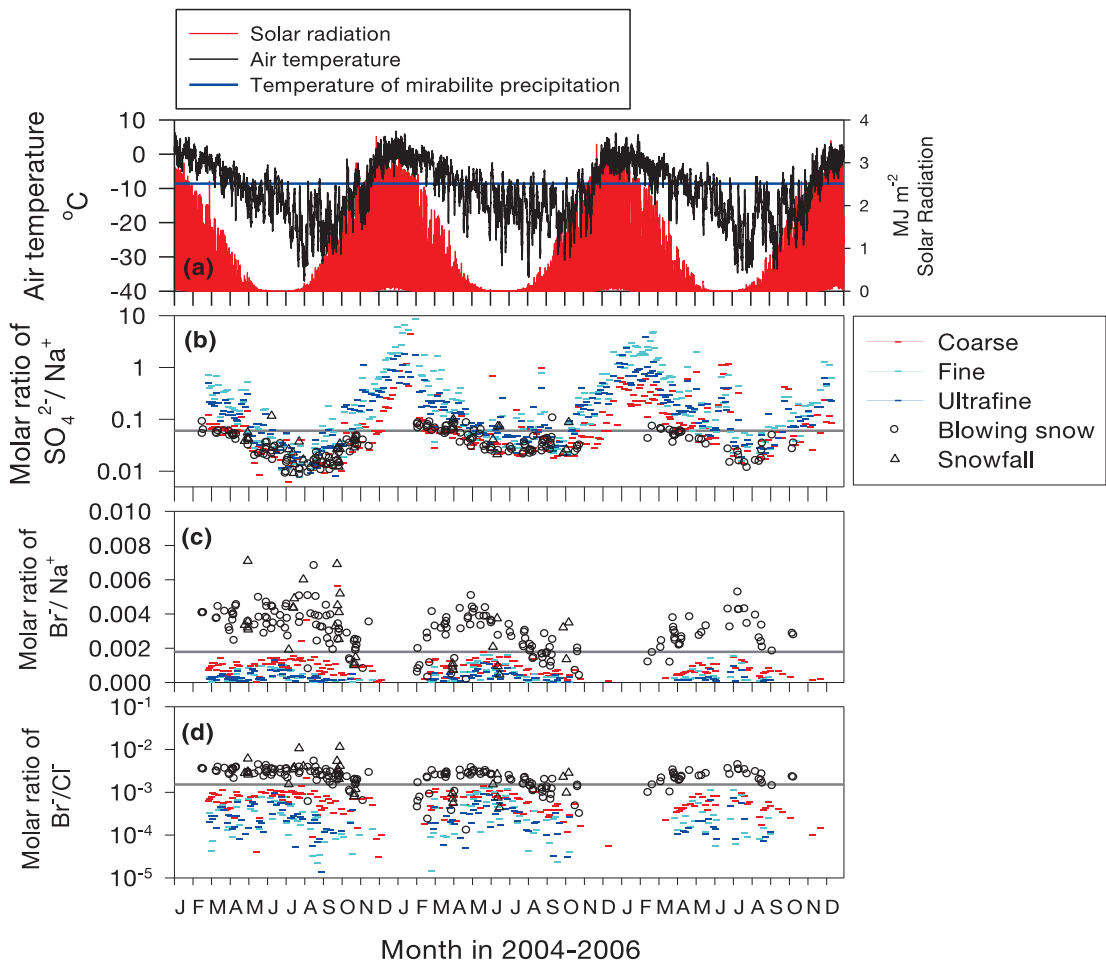 Solar radiation
Air temperature
Temperature of mirabilite precipitation
Air temperature
°C
10
0
-10
-20
-30
-40
(a)
4
3
2
1
0
MJ m⁻²
Solar Radiation
Molar ratio of
SO₄²⁻/ Na⁺
10
1
0.1
0.01
(b)
Coarse
Fine
Ultrafine
Blowing snow
Snowfall
Molar ratio of
Br⁻/ Na⁺
0.010
0.008
0.006
0.004
0.002
0.000
(c)
Molar ratio of
Br⁻/Cl⁻
10⁻¹
10⁻²
10⁻³
10⁻⁴
10⁻⁵
(d)
J F M A M J J A S O N D J F M A M J J A S O N D J F M A M J J A S O N D
Month in 2004-2006